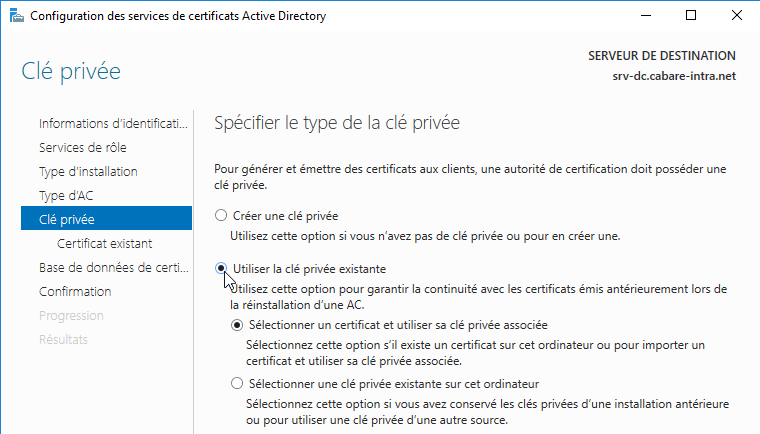 Configuration des services de certificats Active Directory
Clé privée
SERVEUR DE DESTINATION
srv-dc.cabare-intra.net
Informations d'identificati...
Services de rôle
Type d'installation
Type d'AC
Clé privée
Certificat existant
Base de données de certi...
Confirmation
Progression
Résultats
Spécifier le type de la clé privée
Pour générer et émettre des certificats aux clients, une autorité de certification doit posséder une
clé privée.
Créer une clé privée
Utilisez cette option si vous n'avez pas de clé privée ou pour en créer une.
Utiliser la clé privée existante
Utilisez cette option pour garantir la continuité avec les certificats émis antérieurement lors de
la réinstallation d'une AC.
Sélectionner un certificat et utiliser sa clé privée associée
Sélectionnez cette option s'il existe un certificat sur cet ordinateur ou pour importer un
certificat et utiliser sa clé privée associée.
Sélectionner une clé privée existante sur cet ordinateur
Sélectionnez cette option si vous avez conservé les clés privées d'une installation antérieure
ou pour utiliser une clé privée d'une autre source.